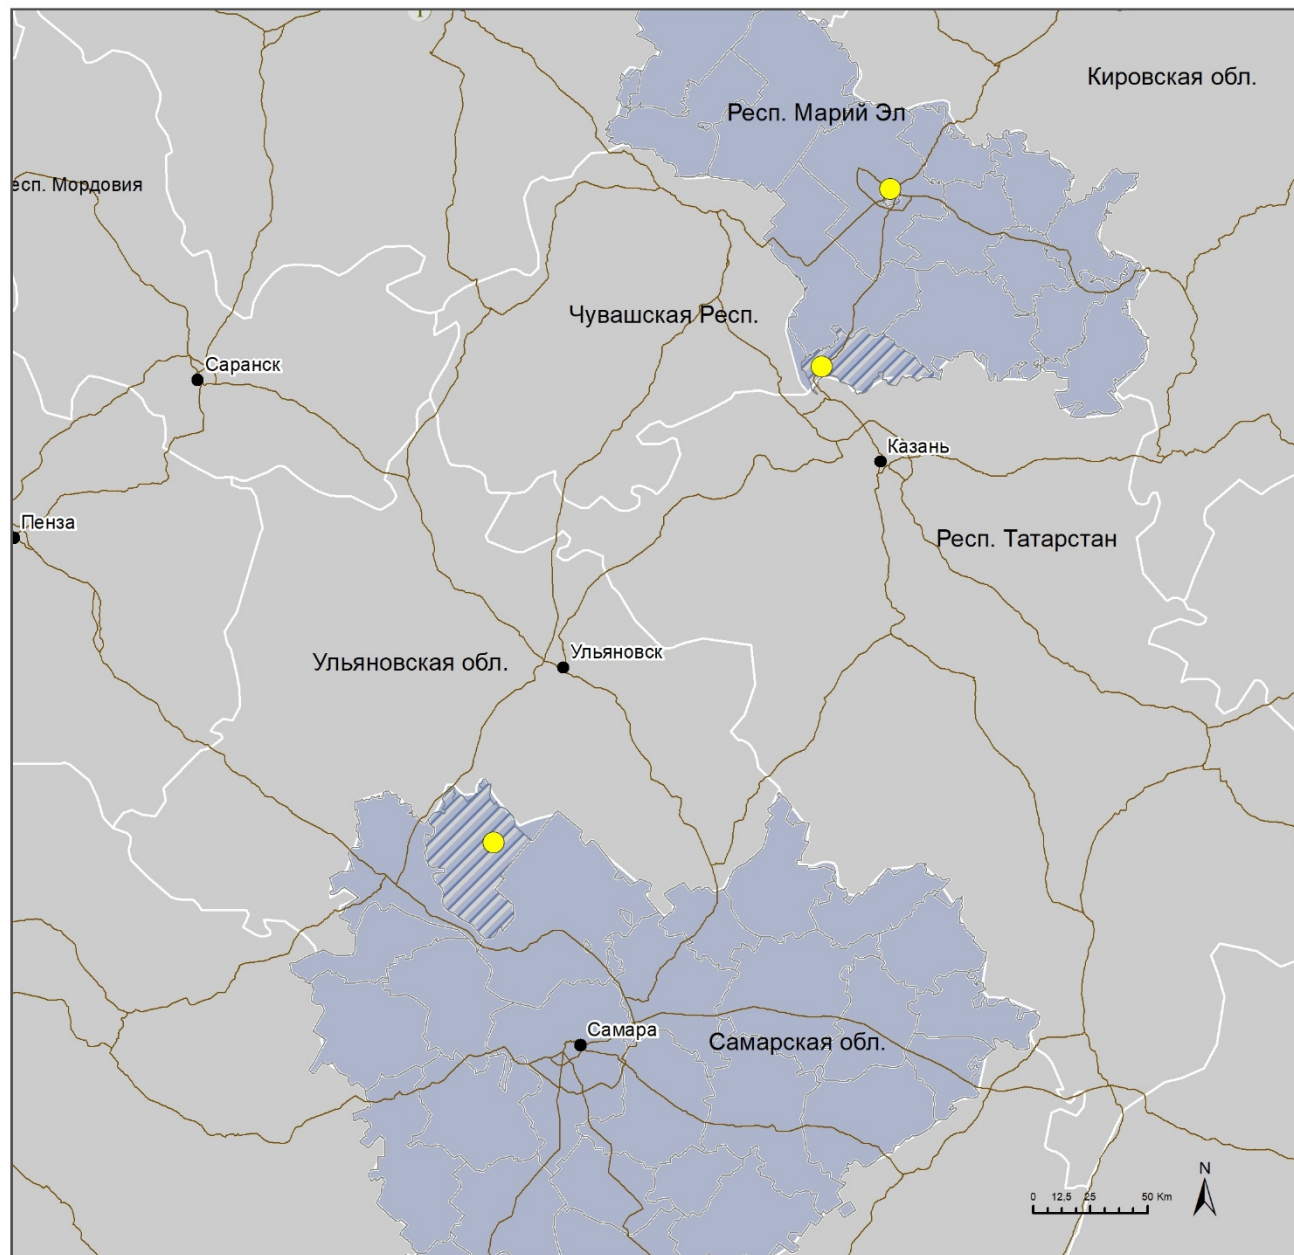 Кировская обл.
Респ. Марий Эл
есп. Мордовия
Чувашская Респ.
Саранск
Казань
Пенза
Респ. Татарстан
Ульяновск
Ульяновская обл.
Самара
Самарская обл.
N
0 12.5 25 50 Km